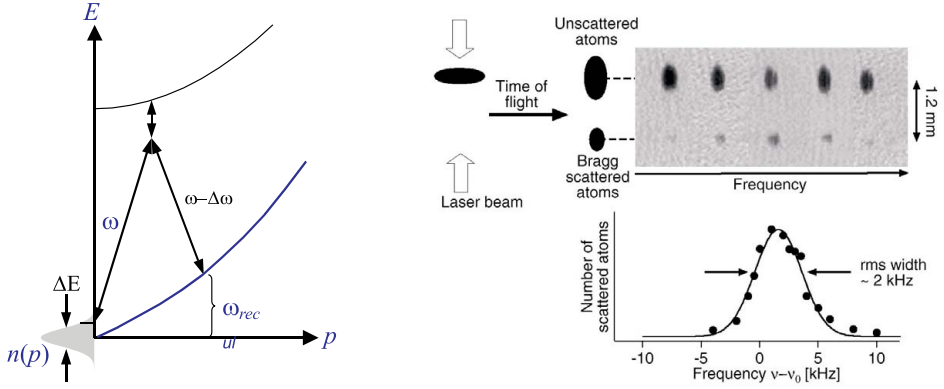 E
ω
ω–Δω
ΔE
ω_rec
n(p)
ul
p
Unscattered
atoms
Time of
flight
Bragg
scattered
atoms
Laser beam
1.2 mm
Frequency
Number of
scattered atoms
rms width
~ 2 kHz
-10 -5 0 5 10
Frequency ν–ν₀ [kHz]